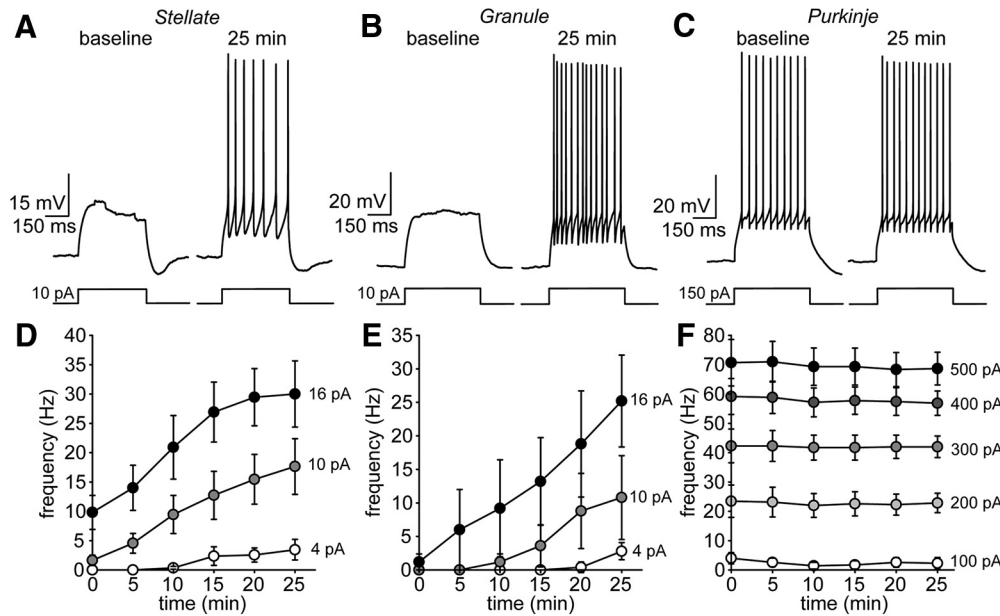 A
Stellate
baseline
25 min
15 mV
150 ms
10 pA
B
Granule
baseline
25 min
20 mV
150 ms
10 pA
C
Purkinje
baseline
25 min
20 mV
150 ms
150 pA
D
40
35
30
25
20
15
10
5
0
frequency (Hz)
16 pA
10 pA
4 pA
0 5 10 15 20 25
time (min)
E
35
30
25
20
15
10
5
0
frequency (Hz)
16 pA
10 pA
4 pA
0 5 10 15 20 25
time (min)
F
80
70
60
50
40
30
20
10
0
frequency (Hz)
500 pA
400 pA
300 pA
200 pA
100 pA
0 5 10 15 20 25
time (min)